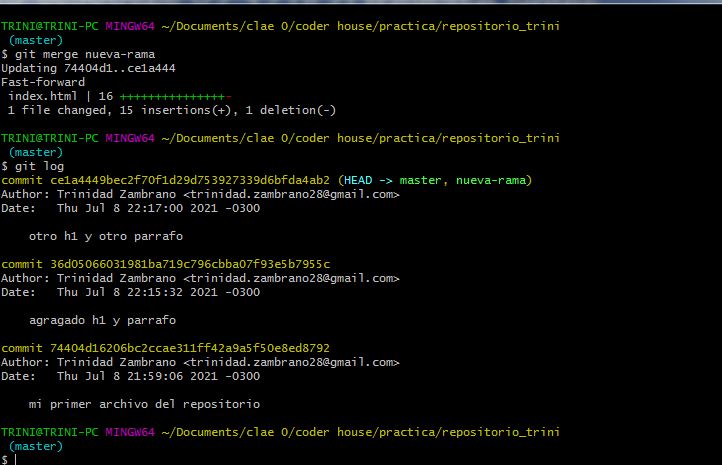 TRINI@TRINI-PC MINGW64 ~/Documents/clae 0/coder house/practica/repositorio_trini
(master)
$ git merge nueva-rama
Updating 74404d1..ce1a444
Fast-forward
index.html | 16 +++++++++++++++-
1 file changed, 15 insertions(+), 1 deletion(-)
TRINI@TRINI-PC MINGW64 ~/Documents/clae 0/coder house/practica/repositorio_trini
(master)
$ git log
commit ce1a4449bec2f70f1d29d753927339d6bfda4ab2 (HEAD -> master, nueva-rama)
Author: Trinidad Zambrano <trinidad.zambrano28@gmail.com>
Date:   Thu Jul 8 22:17:00 2021 -0300
otro h1 y otro parrafo
commit 36d05066031981ba719c796cbba07f93e5b7955c
Author: Trinidad Zambrano <trinidad.zambrano28@gmail.com>
Date:   Thu Jul 8 22:15:32 2021 -0300
agragado h1 y parrafo
commit 74404d16206bc2ccae311ff42a9a5f50e8ed8792
Author: Trinidad Zambrano <trinidad.zambrano28@gmail.com>
Date:   Thu Jul 8 21:59:06 2021 -0300
mi primer archivo del repositorio
TRINI@TRINI-PC MINGW64 ~/Documents/clae 0/coder house/practica/repositorio_trini
(master)
$